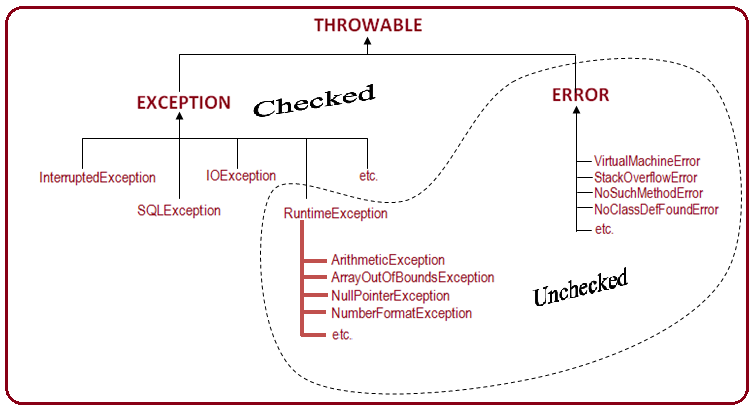 THROWABLE
EXCEPTION
Checked
ERROR
InterruptedException
SQLException
IOException
RuntimeException
etc.
ArithmeticException
ArrayOutOfBoundsException
NullPointerException
NumberFormatException
etc.
VirtualMachineError
StackOverflowError
NoSuchMethodError
NoClassDefFoundError
etc.
Unchecked